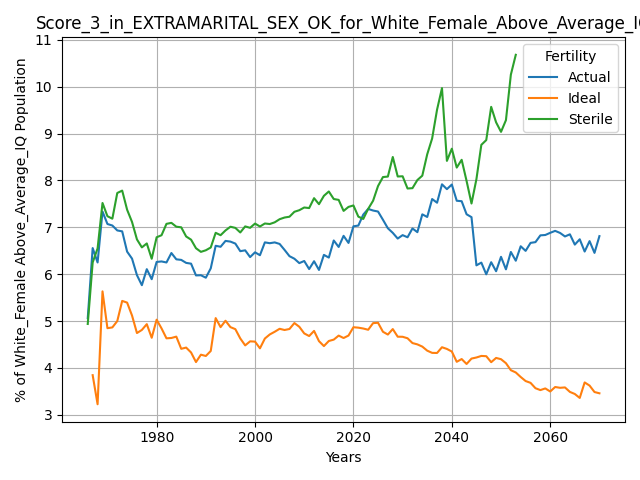 Score_3_in_EXTRAMARITAL_SEX_OK_for_White_Female_Above_Average_IQ
% of White_Female Above_Average_IQ Population
11
10
9
8
7
6
5
4
3
Fertility
Actual
Ideal
Sterile
1980
2000
2020
2040
2060
Years